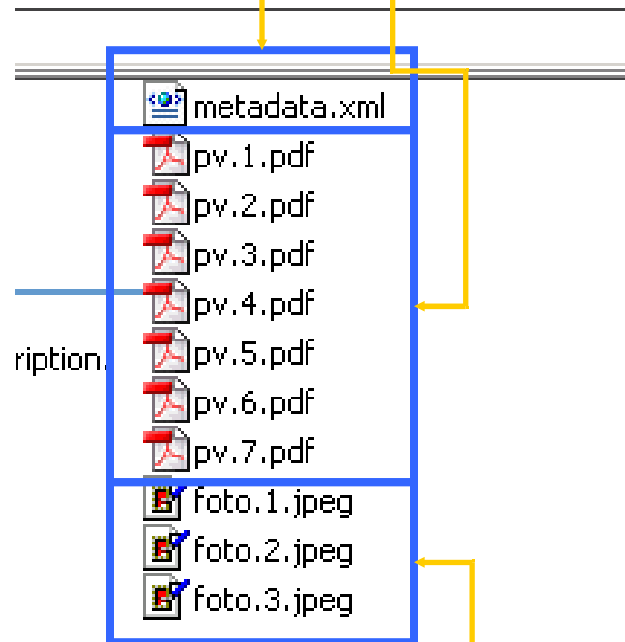 metadata.xml
pv.1.pdf
pv.2.pdf
pv.3.pdf
pv.4.pdf
ription.
pv.5.pdf
pv.6.pdf
pv.7.pdf
foto.1.jpeg
foto.2.jpeg
foto.3.jpeg